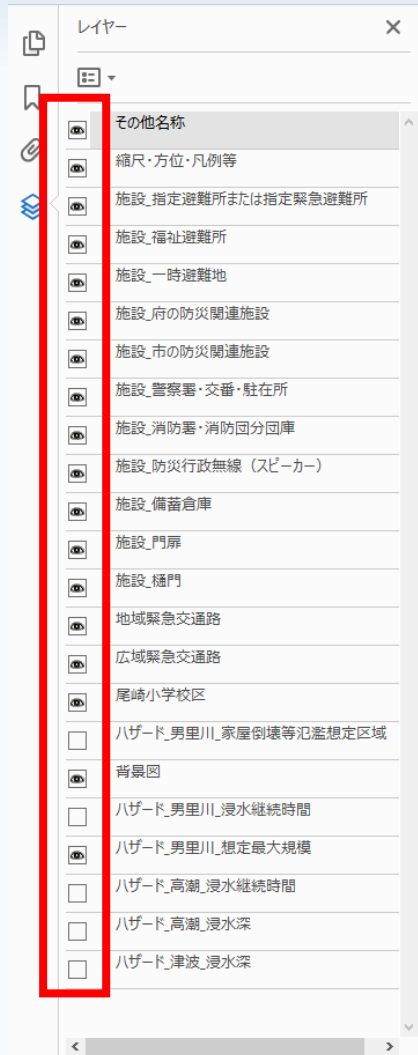 レイヤー
その他名称
縮尺・方位・凡例等
施設_指定避難所または指定緊急避難所
施設_福祉避難所
施設_一時避難地
施設_府の防災関連施設
施設_市の防災関連施設
施設_警察署・交番・駐在所
施設_消防署・消防団分団庫
施設_防災行政無線（スピーカー）
施設_備蓄倉庫
施設_門扉
施設_樋門
地域緊急交通路
広域緊急交通路
尾崎小学校区
ハザード_男里川_家屋倒壊等氾濫想定区域
背景図
ハザード_男里川_浸水継続時間
ハザード_男里川_想定最大規模
ハザード_高潮_浸水継続時間
ハザード_高潮_浸水深
ハザード_津波_浸水深